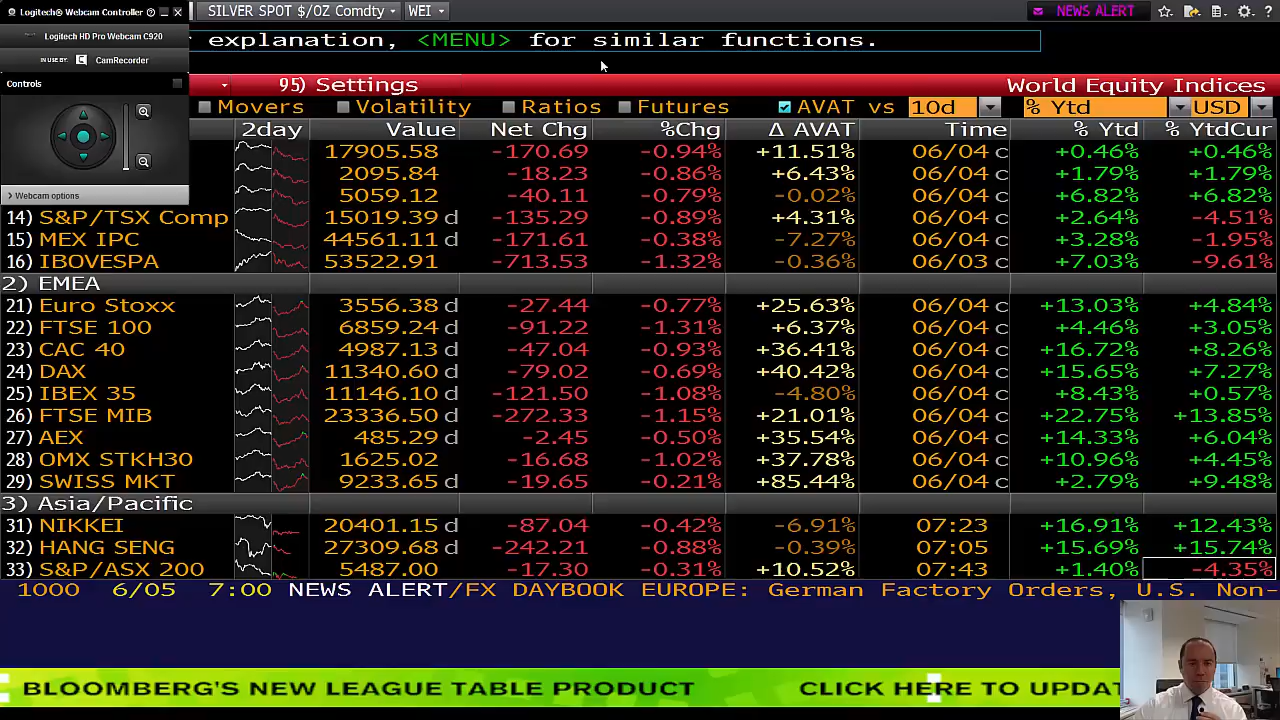 Logitech® Webcam Controller SILVER SPOT $/OZ Comdty WEI NEWS ALERT
Logitech HD Pro Webcam C920 explanation, <MENU> for similar functions.
IN USE BY: CamRecorder
Controls 95) Settings World Equity Indices
Movers Volatility Ratios Futures AVAT vs 10d % Ytd USD
2day Value Net Chg %Chg Δ AVAT Time % Ytd % YtdCur
17905.58 -170.69 -0.94% +11.51% 06/04 c +0.46% +0.46%
2095.84 -18.23 -0.86% +6.43% 06/04 c +1.79% +1.79%
Webcam options 5059.12 -40.11 -0.79% -0.02% 06/04 c +6.82% +6.82%
14) S&P/TSX Comp 15019.39 d -135.29 -0.89% +4.31% 06/04 c +2.64% -4.51%
15) MEX IPC 44561.11 d -171.61 -0.38% -7.27% 06/04 c +3.28% -1.95%
16) IBOVESPA 53522.91 -713.53 -1.32% -0.36% 06/03 c +7.03% -9.61%
2) EMEA
21) Euro Stoxx 3556.38 d -27.44 -0.77% +25.63% 06/04 c +13.03% +4.84%
22) FTSE 100 6859.24 d -91.22 -1.31% +6.37% 06/04 c +4.46% +3.05%
23) CAC 40 4987.13 d -47.04 -0.93% +36.41% 06/04 c +16.72% +8.26%
24) DAX 11340.60 d -79.02 -0.69% +40.42% 06/04 c +15.65% +7.27%
25) IBEX 35 11146.10 d -121.50 -1.08% -4.80% 06/04 c +8.43% +0.57%
26) FTSE MIB 23336.50 d -272.33 -1.15% +21.01% 06/04 c +22.75% +13.85%
27) AEX 485.29 d -2.45 -0.50% +35.54% 06/04 c +14.33% +6.04%
28) OMX STKH30 1625.02 -16.68 -1.02% +37.78% 06/04 c +10.96% +4.45%
29) SWISS MKT 9233.65 d -19.65 -0.21% +85.44% 06/04 c +2.79% +9.48%
3) Asia/Pacific
31) NIKKEI 20401.15 d -87.04 -0.42% -6.91% 07:23 +16.91% +12.43%
32) HANG SENG 27309.68 d -242.21 -0.88% -0.39% 07:05 +15.69% +15.74%
33) S&P/ASX 200 5487.00 -17.30 -0.31% +10.52% 07:43 +1.40% -4.35%
1000 6/05 7:00 NEWS ALERT/FX DAYBOOK EUROPE: German Factory Orders, U.S. Non-
BLOOMBERG'S NEW LEAGUE TABLE PRODUCT CLICK HERE TO UPDAT